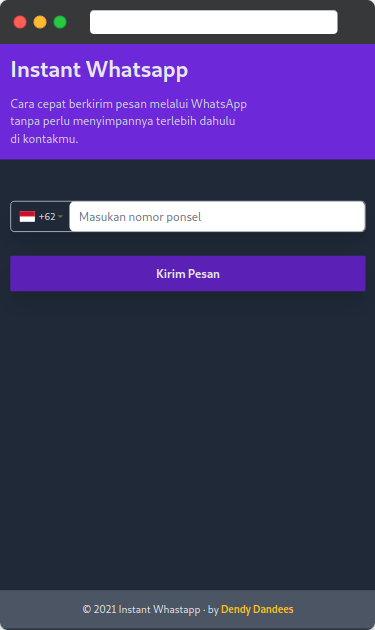 Instant Whatsapp
Cara cepat berkirim pesan melalui WhatsApp
tanpa perlu menyimpannya terlebih dahulu
di kontakmu.
+62 Masukan nomor ponsel
Kirim Pesan
© 2021 Instant Whastapp - by Dendy Dandees